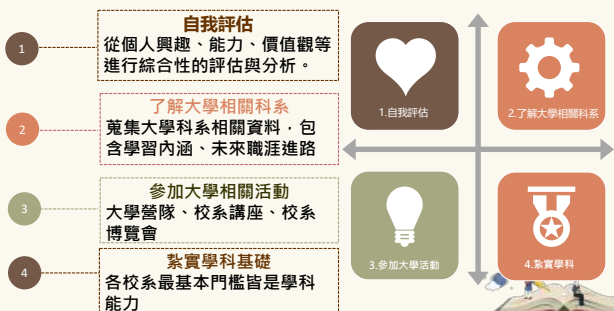 1
自我評估
從個人興趣、能力、價值觀等
進行綜合性的評估與分析。
2
了解大學相關科系
蒐集大學科系相關資料，包
含學習內涵、未來職涯進路
3
參加大學相關活動
大學營隊、校系講座、校系
博覽會
4
紮實學科基礎
各校系最基本門檻皆是學科
能力
1.自我評估
2.了解大學相關科系
3.參加大學活動
4.紮實學科